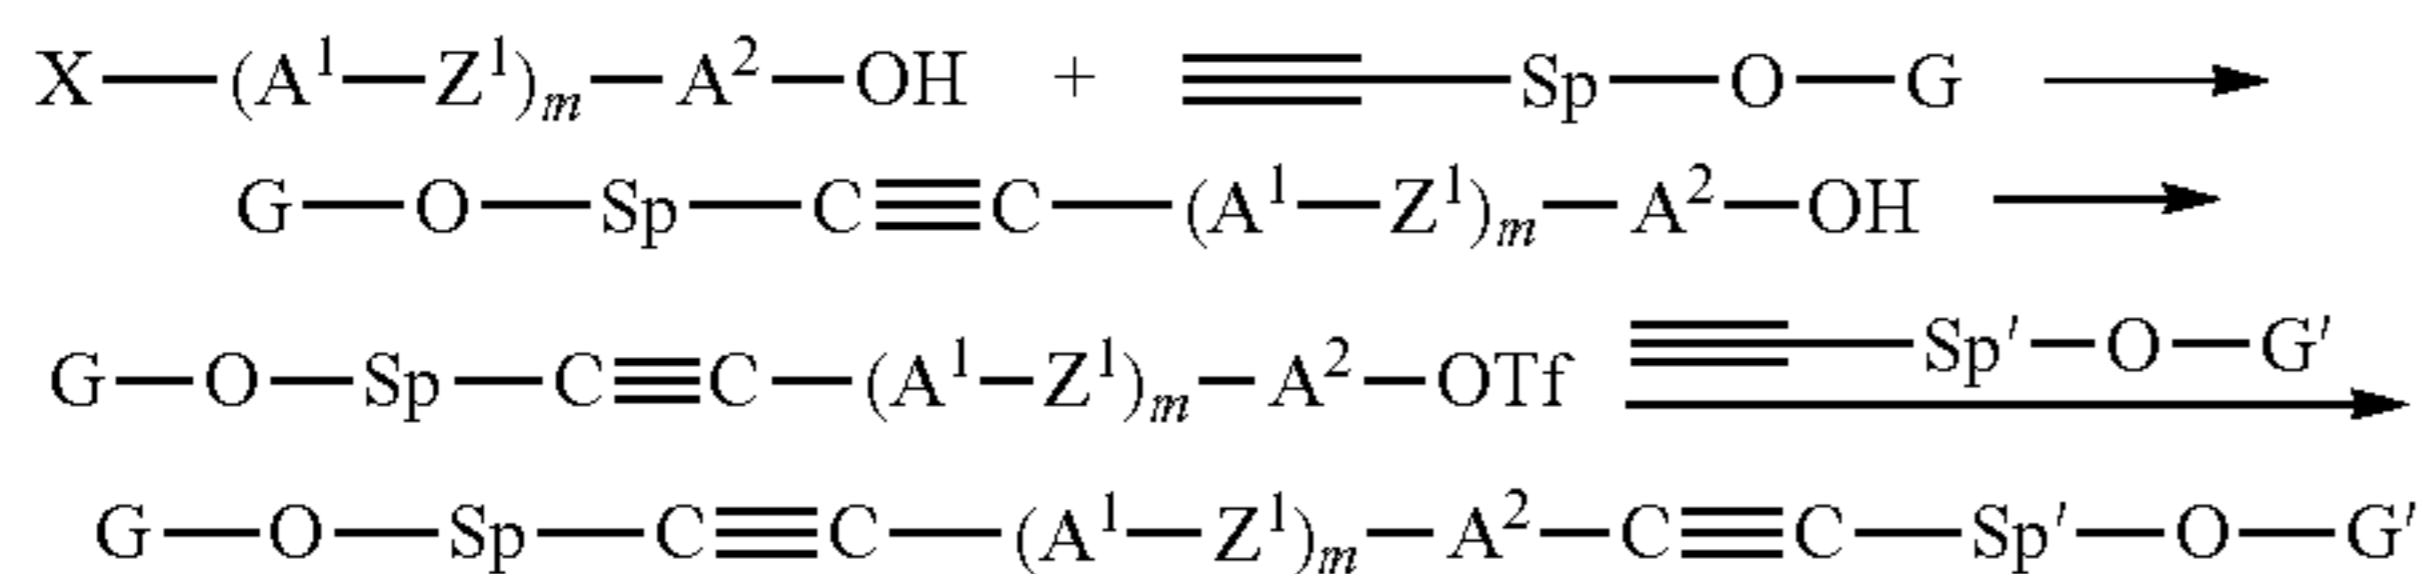 X—(A¹—Z¹)ₘ—A²—OH + ≡—Sp—O—G →
G—O—Sp—C≡C—(A¹—Z¹)ₘ—A²—OH →
G—O—Sp—C≡C—(A¹—Z¹)ₘ—A²—OTf ≡—Sp′—O—G′ →
G—O—Sp—C≡C—(A¹—Z¹)ₘ—A²—C≡C—Sp′—O—G′